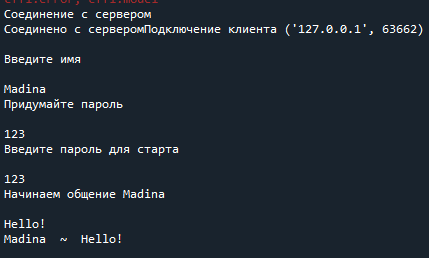 Соединение с сервером
Соединено с серверомПодключение клиента ('127.0.0.1', 63662)
Введите имя
Madina
Придумайте пароль
123
Введите пароль для старта
123
Начинаем общение Madina
Hello!
Madina  ~  Hello!